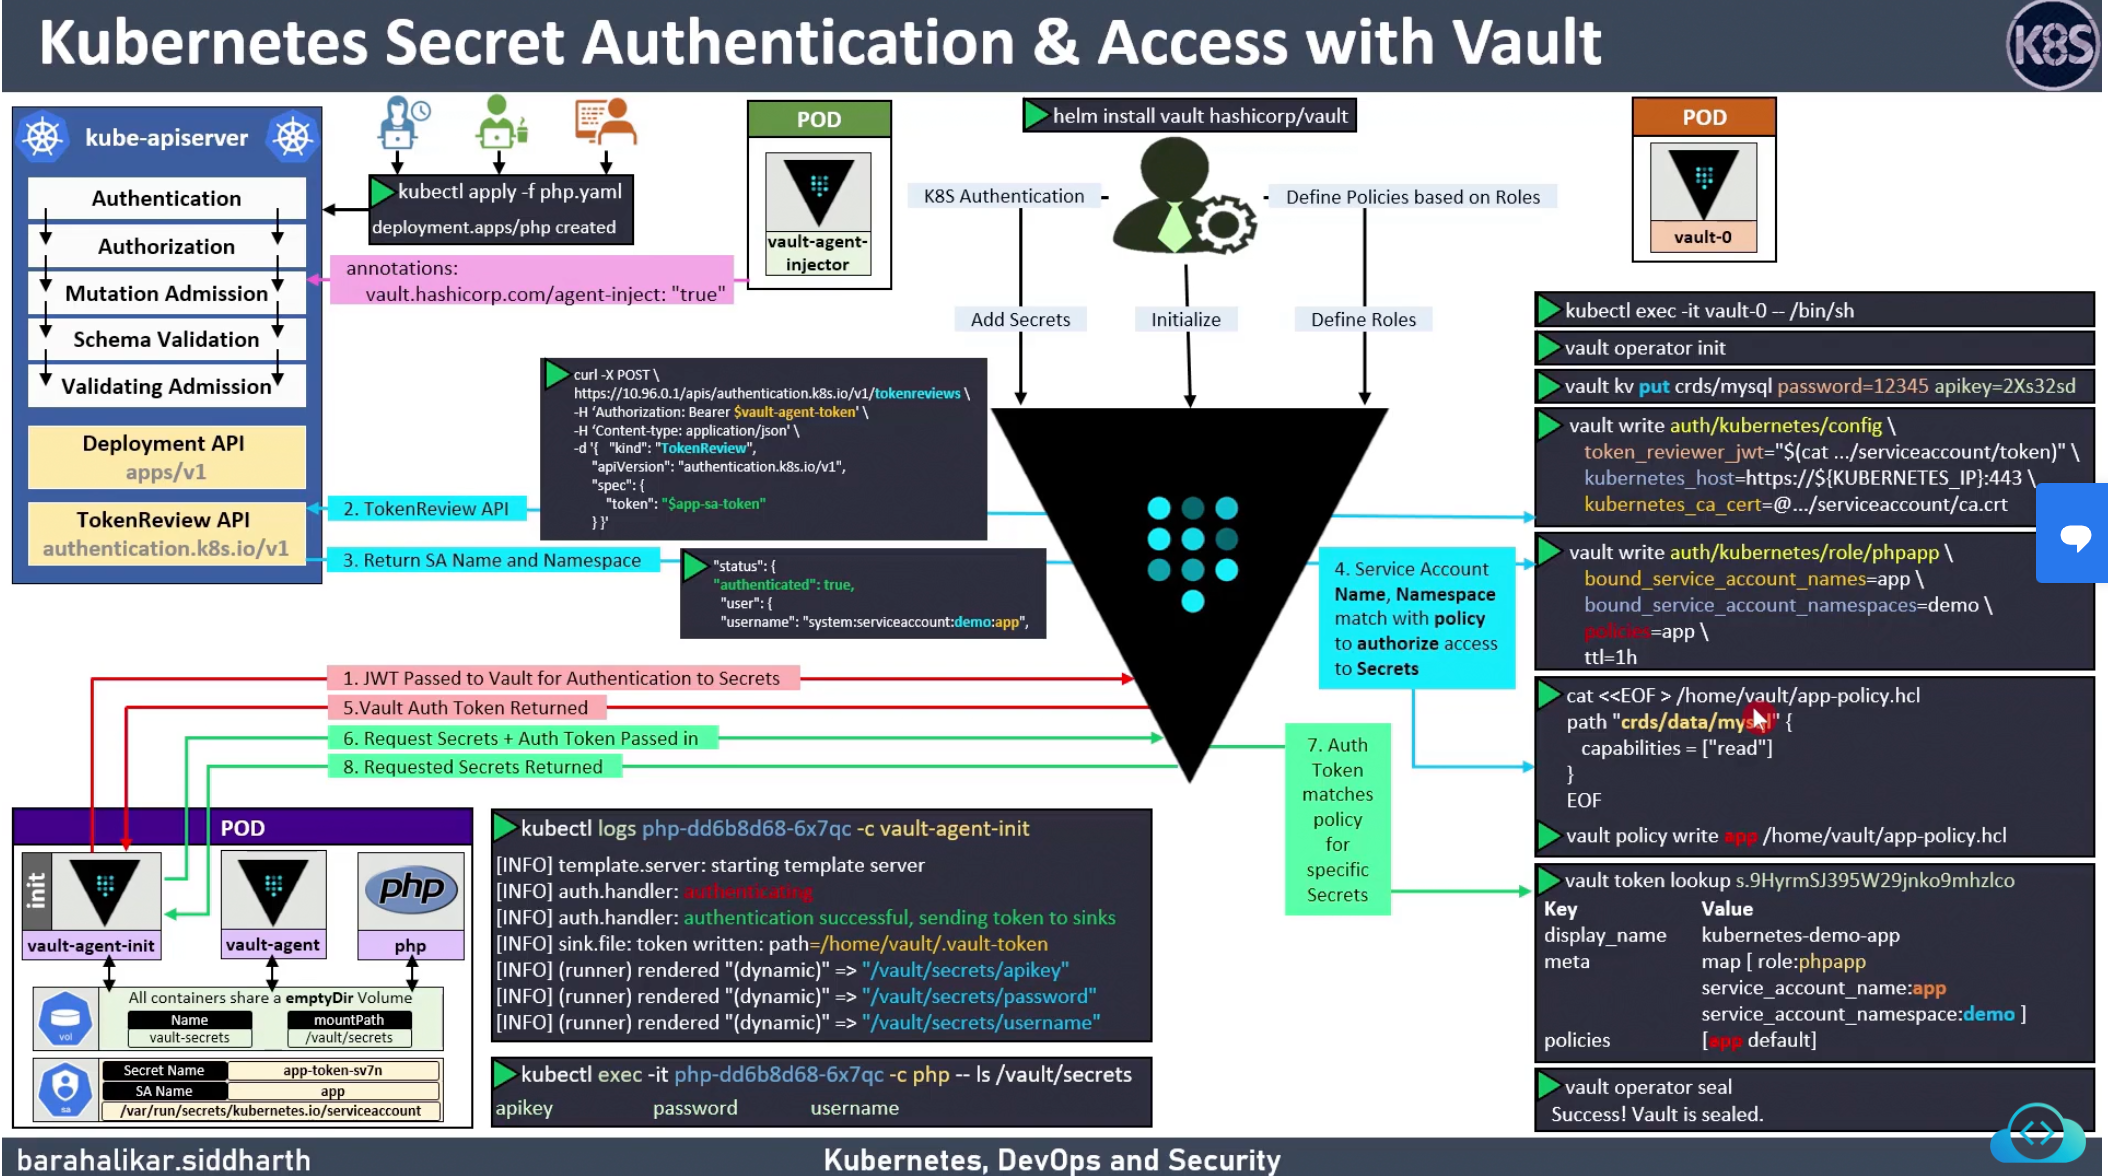 Kubernetes Secret Authentication & Access with Vault
K8S
kube-apiserver
Authentication
Authorization
Mutation Admission
Schema Validation
Validating Admission
Deployment API
apps/v1
TokenReview API
authentication.k8s.io/v1
kubectl apply -f php.yaml
deployment.apps/php created
annotations:
vault.hashicorp.com/agent-inject: "true"
POD
vault-agent-
injector
helm install vault hashicorp/vault
K8S Authentication
Define Policies based on Roles
Add Secrets
Initialize
Define Roles
POD
vault-0
curl -X POST \
https://10.96.0.1/apis/authentication.k8s.io/v1/tokenreviews \
-H ‘Authorization: Bearer $vault-agent-token' \
-H ‘Content-type: application/json' \
-d '{ "kind": "TokenReview",
"apiVersion": "authentication.k8s.io/v1",
"spec": {
"token": "$app-sa-token"
} }'
2. TokenReview API
3. Return SA Name and Namespace
"status": {
"authenticated": true,
"user": {
"username": "system:serviceaccount:demo:app",
4. Service Account
Name, Namespace
match with policy
to authorize access
to Secrets
1. JWT Passed to Vault for Authentication to Secrets
5.Vault Auth Token Returned
6. Request Secrets + Auth Token Passed in
8. Requested Secrets Returned
7. Auth
Token
matches
policy
for
specific
Secrets
kubectl exec -it vault-0 -- /bin/sh
vault operator init
vault kv put crds/mysql password=12345 apikey=2Xs32sd
vault write auth/kubernetes/config \
token_reviewer_jwt="$(cat .../serviceaccount/token)" \
kubernetes_host=https://${KUBERNETES_IP}:443 \
kubernetes_ca_cert=@.../serviceaccount/ca.crt
vault write auth/kubernetes/role/phpapp \
bound_service_account_names=app \
bound_service_account_namespaces=demo \
policies=app \
ttl=1h
cat <<EOF > /home/vault/app-policy.hcl
path "crds/data/mysql" {
capabilities = ["read"]
}
EOF
vault policy write app /home/vault/app-policy.hcl
vault token lookup s.9HyrmSJ395W29jnko9mhzlco
Key Value
display_name kubernetes-demo-app
meta map [ role:phpapp
service_account_name:app
service_account_namespace:demo ]
policies [app default]
vault operator seal
Success! Vault is sealed.
POD
init
vault-agent-init
vault-agent
php
php
All containers share a emptyDir Volume
Name mountPath
vault-secrets /vault/secrets
vol
Secret Name app-token-sv7n
SA Name app
/var/run/secrets/kubernetes.io/serviceaccount
sa
kubectl logs php-dd6b8d68-6x7qc -c vault-agent-init
[INFO] template.server: starting template server
[INFO] auth.handler: authenticating
[INFO] auth.handler: authentication successful, sending token to sinks
[INFO] sink.file: token written: path=/home/vault/.vault-token
[INFO] (runner) rendered "(dynamic)" => "/vault/secrets/apikey"
[INFO] (runner) rendered "(dynamic)" => "/vault/secrets/password"
[INFO] (runner) rendered "(dynamic)" => "/vault/secrets/username"
kubectl exec -it php-dd6b8d68-6x7qc -c php -- ls /vault/secrets
apikey password username
barahalikar.siddharth
Kubernetes, DevOps and Security